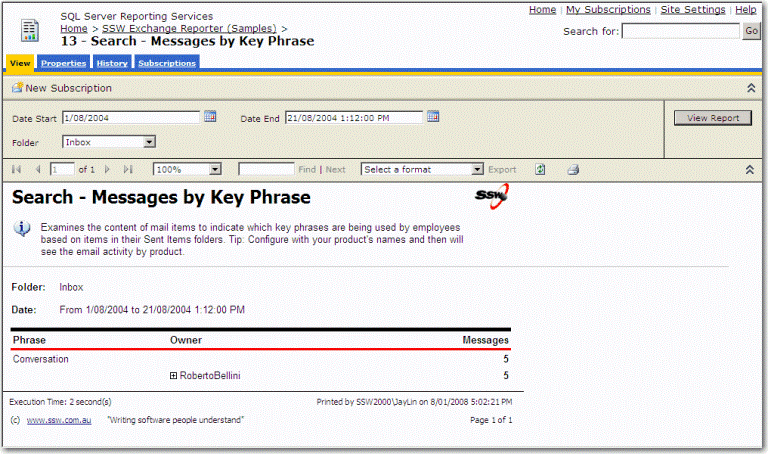 SQL Server Reporting Services
Home | My Subscriptions | Site Settings | Help
Home > SSW Exchange Reporter (Samples) >
13 - Search - Messages by Key Phrase
Search for: Go
View Properties History Subscriptions
New Subscription
Date Start 1/08/2004 Date End 21/08/2004 1:12:00 PM View Report
Folder Inbox
1 of 1 100% Find | Next Select a format Export
Search - Messages by Key Phrase
SSW
Examines the content of mail items to indicate which key phrases are being used by employees
based on items in their Sent Items folders. Tip: Configure with your product's names and then will
see the email activity by product.
Folder: Inbox
Date: From 1/08/2004 to 21/08/2004 1:12:00 PM
Phrase Owner Messages
Conversation 5
RobertoBellini 5
Execution Time: 2 second(s) Printed by SSW2000\JayLin on 8/01/2008 5:02:21 PM
(c) www.ssw.com.au "Writing software people understand" Page 1 of 1